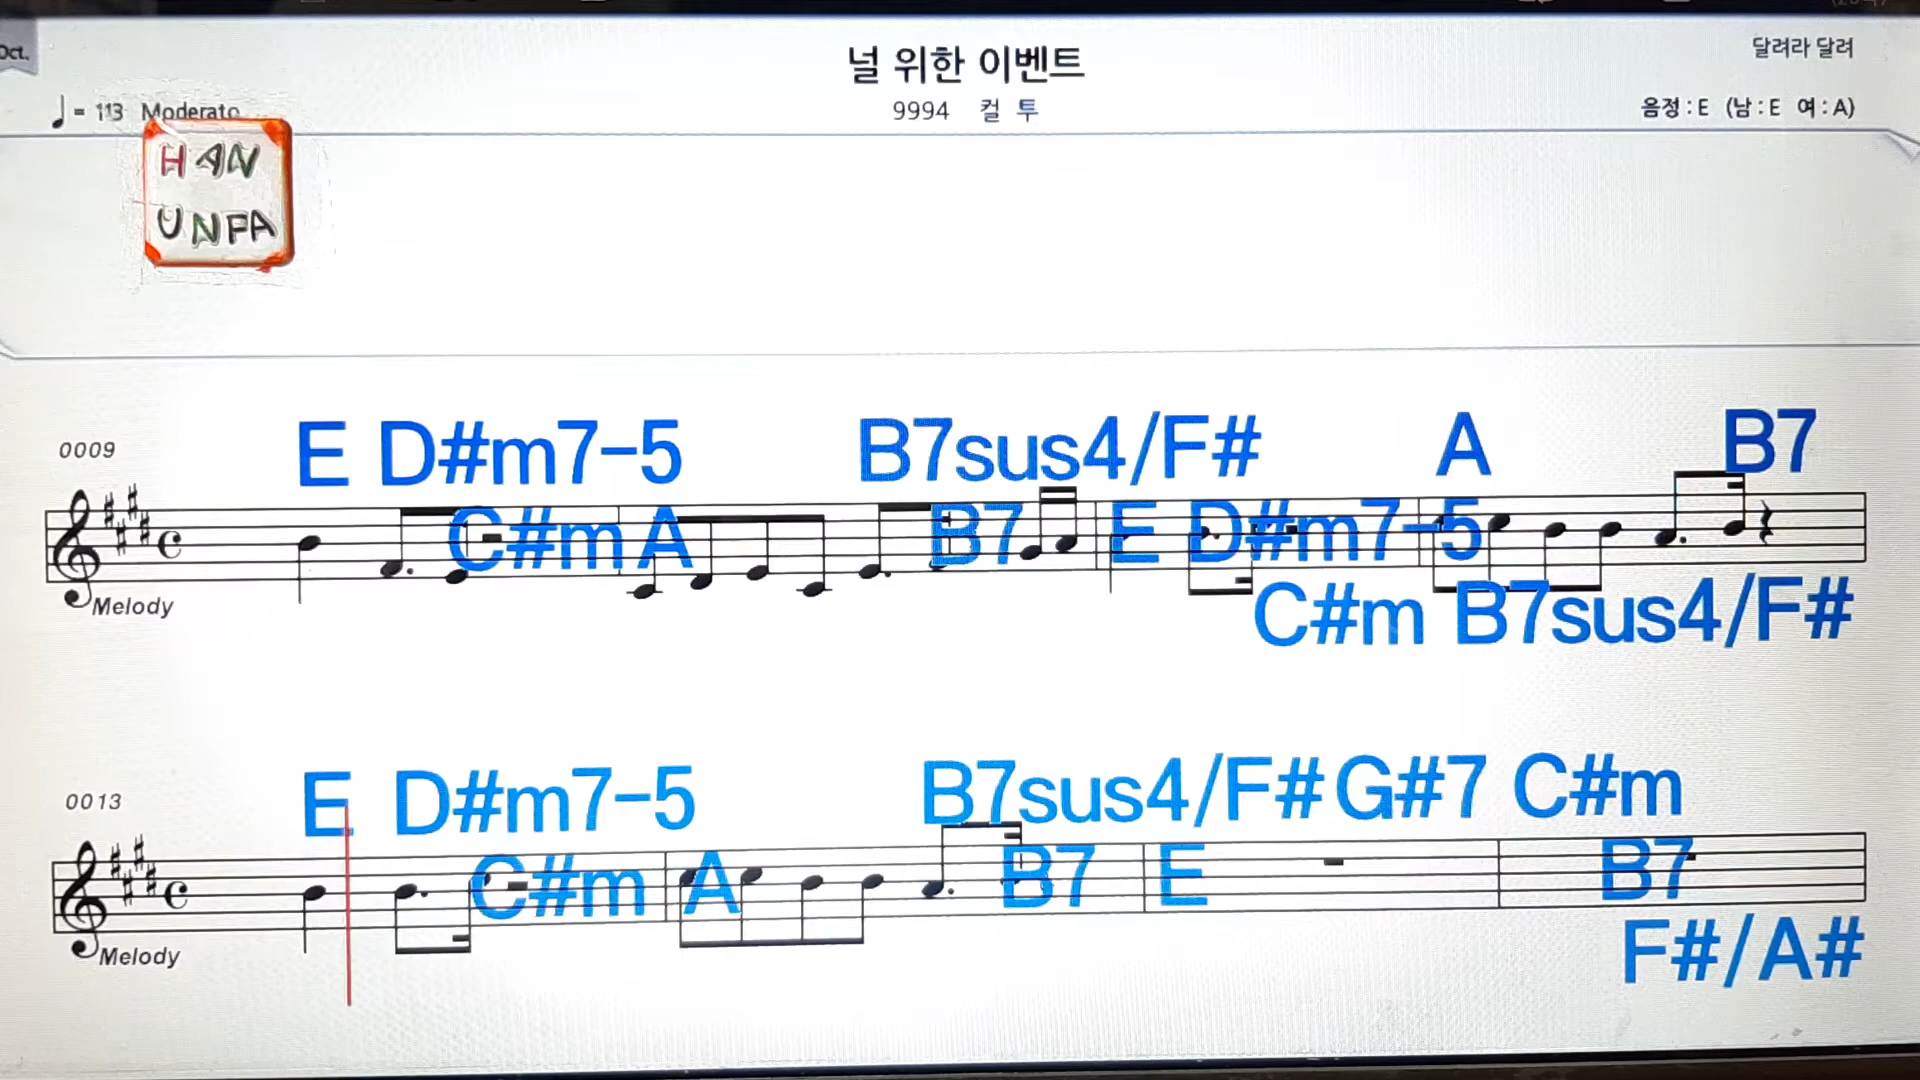 Oct.
널 위한 이벤트
달려라 달려
= 113 Moderato
9994 컬 투
음정 : E (남 : E 여 : A)
HAN
UNFA
0009
E D#m7-5 B7sus4/F# A B7
C#m A B7 E D#m7-5
Melody
C#m B7sus4/F#
0013
E D#m7-5 B7sus4/F# G#7 C#m
C#m A B7 E B7
Melody
F#/A#